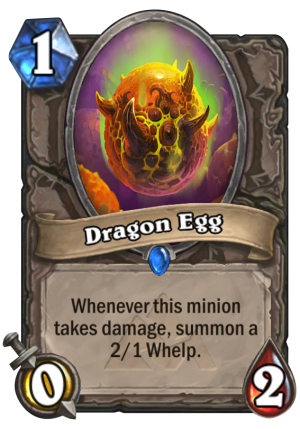 1
Dragon Egg
Whenever this minion
takes damage, summon a
2/1 Whelp.
0
2